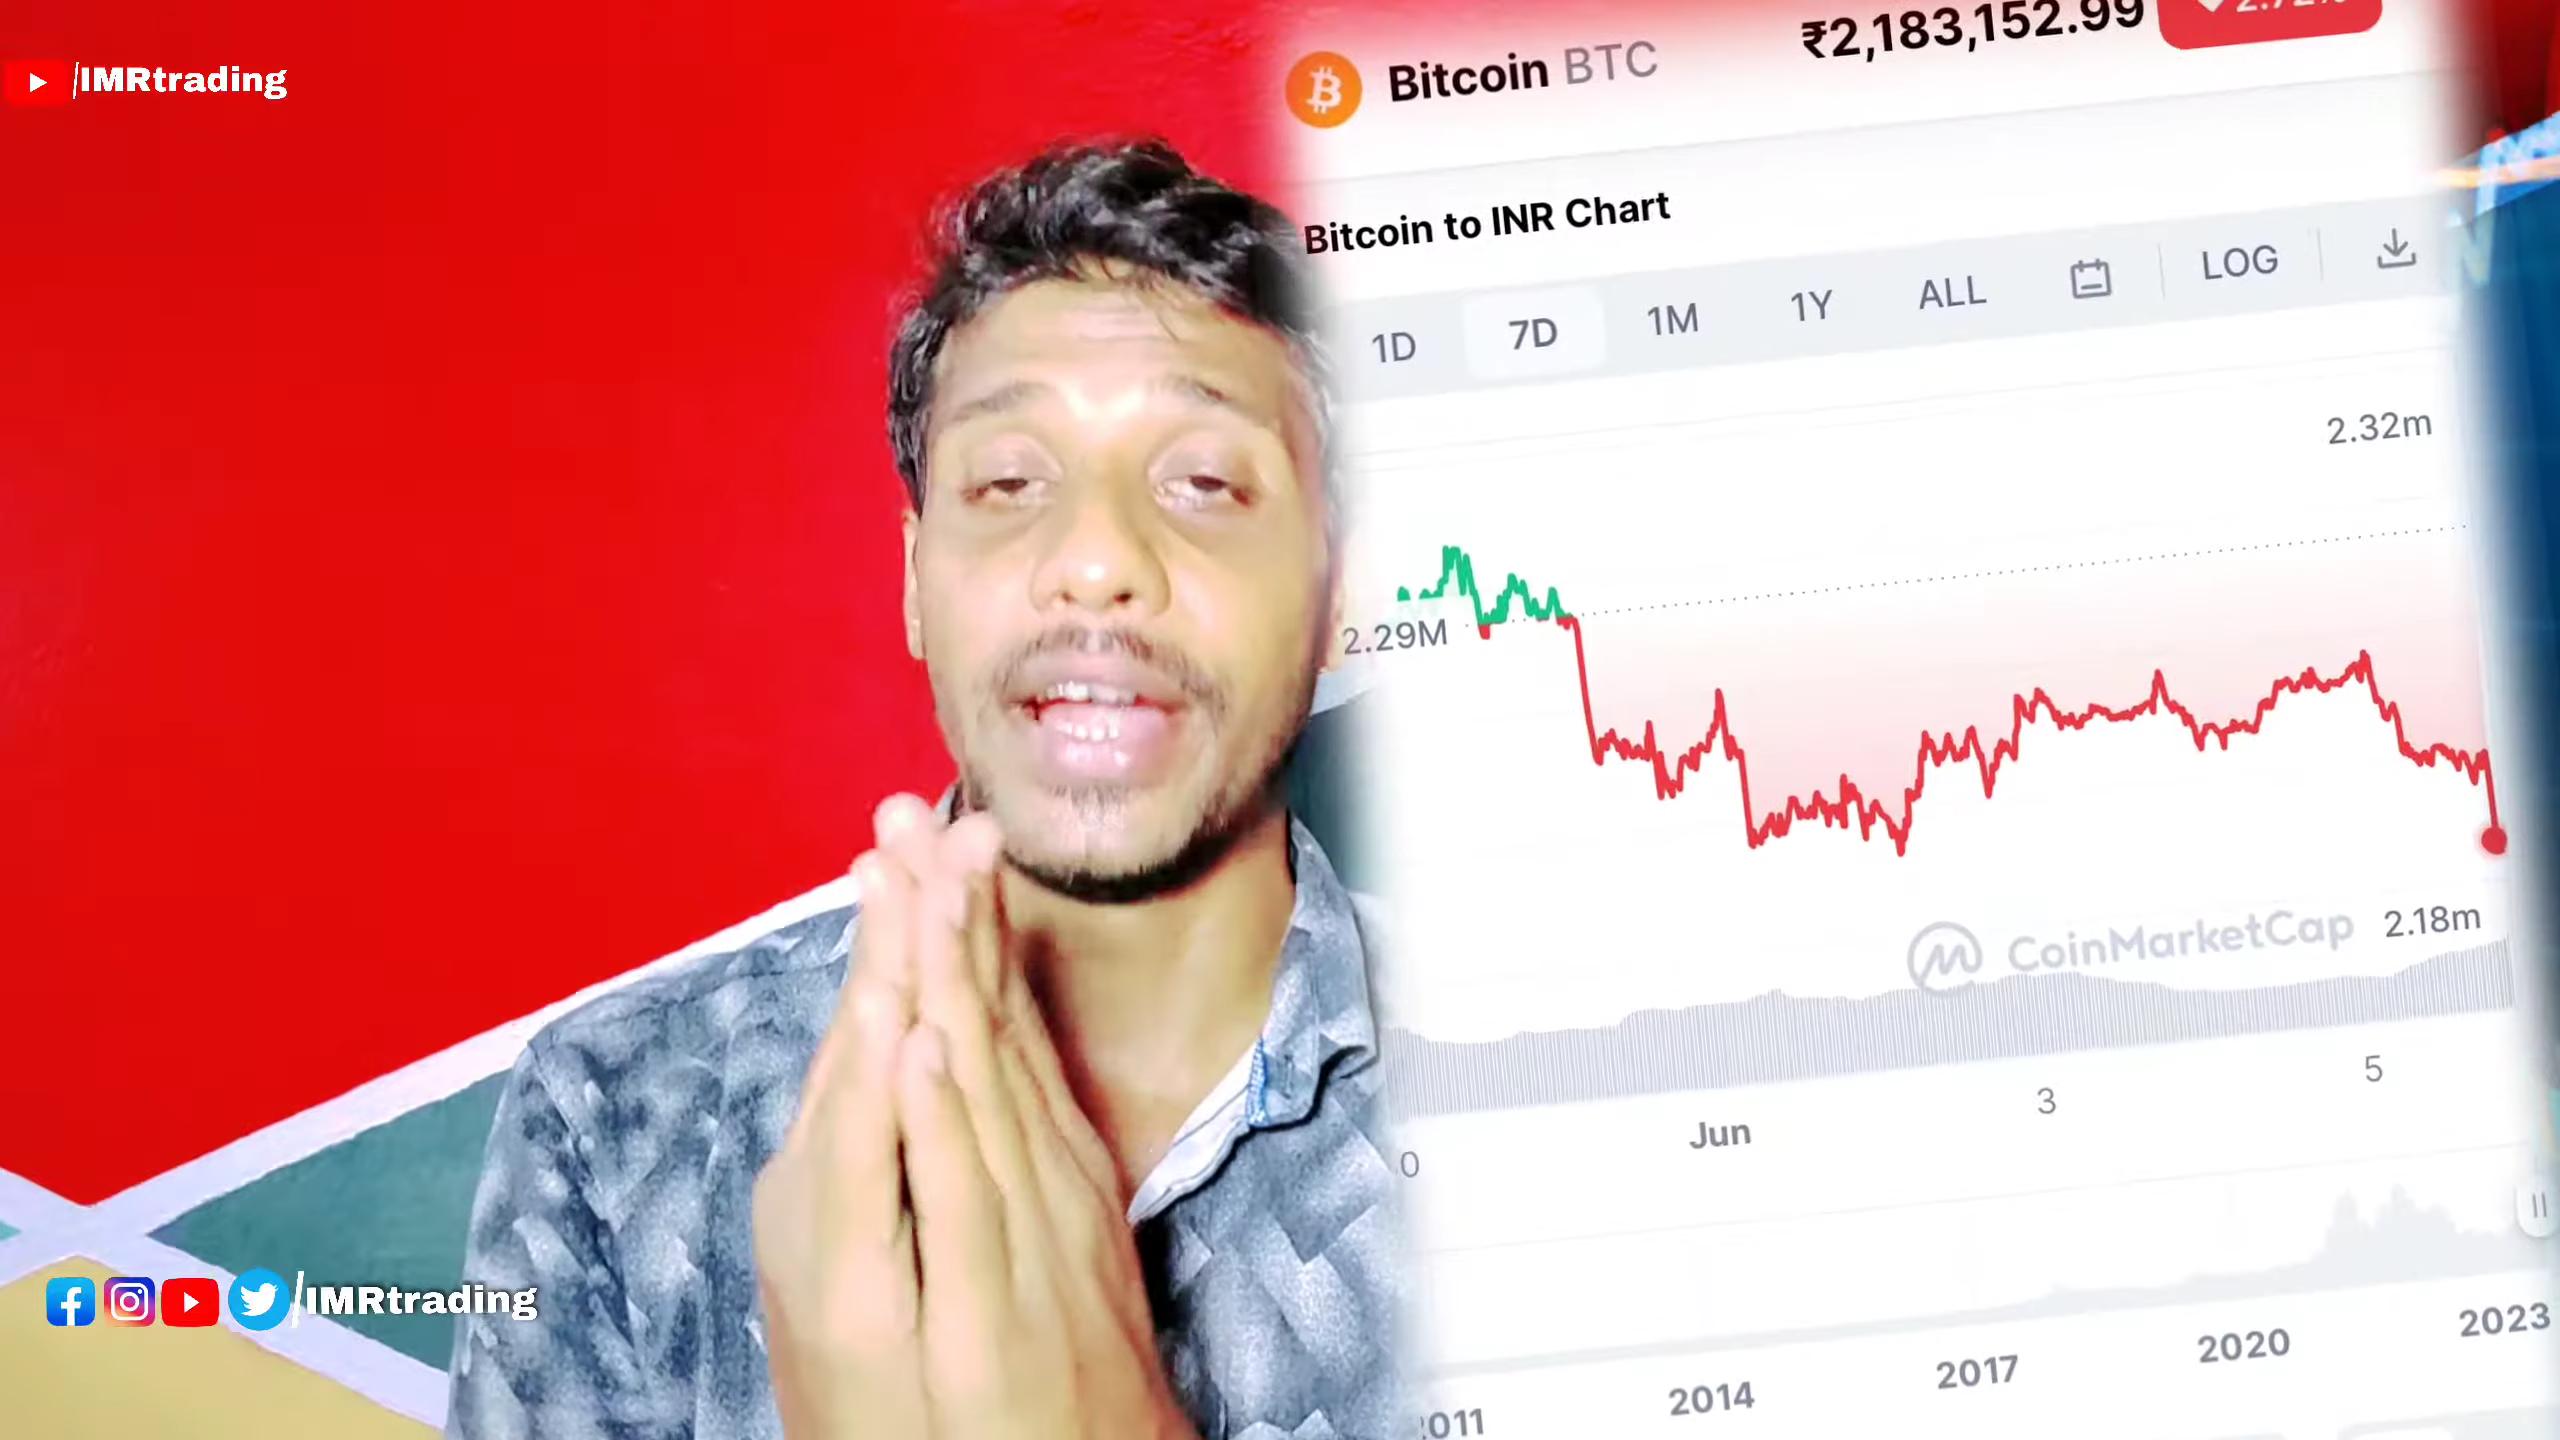 /IMRtrading
Bitcoin BTC
₹2,183,152.99
Bitcoin to INR Chart
1D 7D 1M 1Y ALL LOG
2.32m
2.29M
CoinMarketCap 2.18m
0 Jun 3 5
2014 2017 2020 2023
/IMRtrading